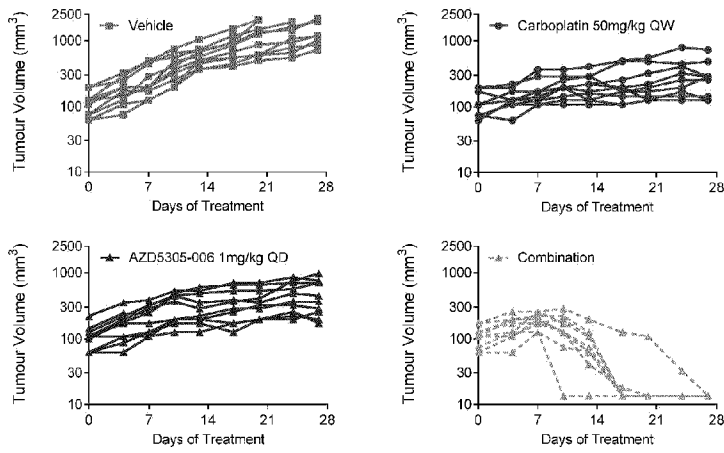 Tumour Volume (mm3)
2500
1000
300
100
30
10
Vehicle
0 7 14 21 28
Days of Treatment
Tumour Volume (mm3)
2500
1000
300
100
30
10
Carboplatin 50mg/kg QW
0 7 14 21 28
Days of Treatment
Tumour Volume (mm3)
2500
1000
300
100
30
10
AZD5305-006 1mg/kg QD
0 7 14 21 28
Days of Treatment
Tumour Volume (mm3)
2500
1000
300
100
30
10
Combination
0 7 14 21 28
Days of Treatment